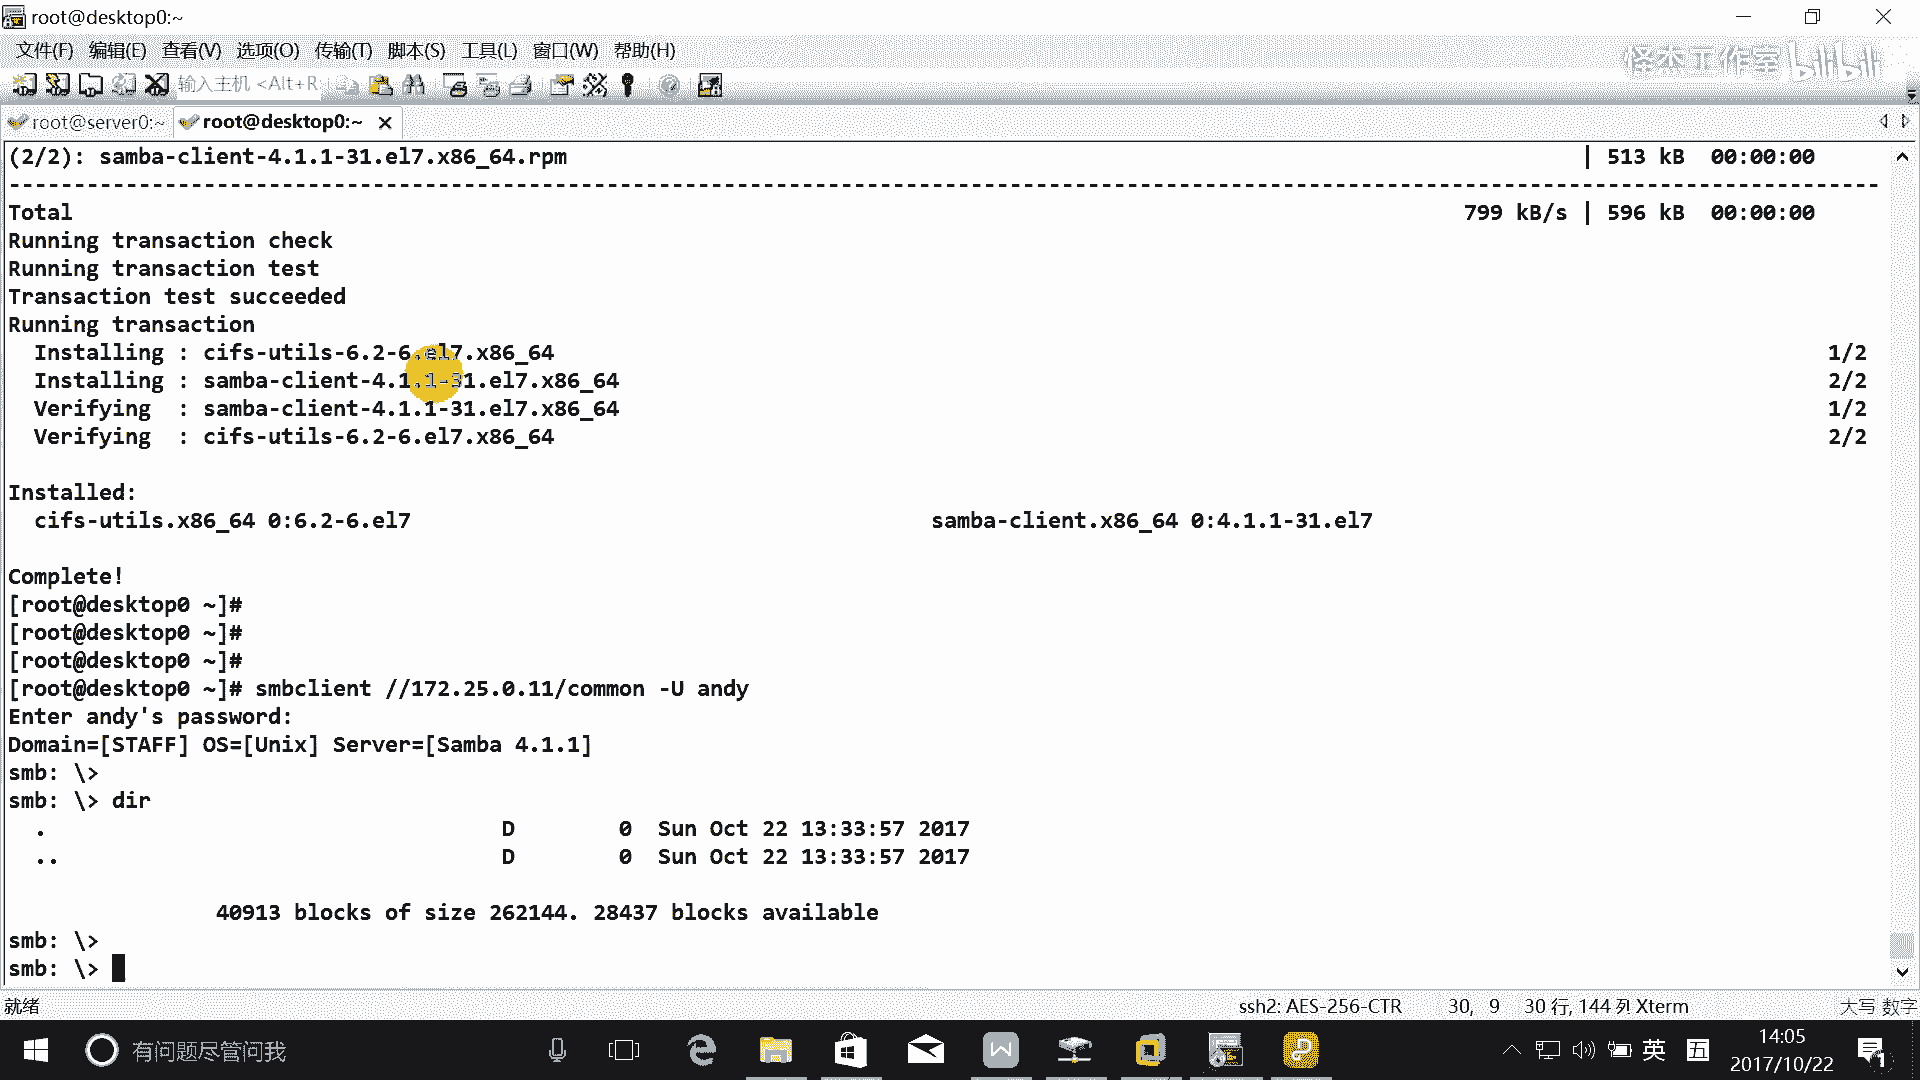 root@desktop0:~
文件(F) 编辑(E) 查看(V) 选项(O) 传输(T) 脚本(S) 工具(L) 窗口(W) 帮助(H)
怪杰工作室 bilibili
输入主机 <Alt+R
root@server0:~ root@desktop0:~
(2/2): samba-client-4.1.1-31.el7.x86_64.rpm | 513 kB 00:00:00
--------------------------------------------------------------------------------
Total 799 kB/s | 596 kB 00:00:00
Running transaction check
Running transaction test
Transaction test succeeded
Running transaction
Installing : cifs-utils-6.2-6.el7.x86_64 1/2
Installing : samba-client-4.1.1-31.el7.x86_64 2/2
Verifying : samba-client-4.1.1-31.el7.x86_64 1/2
Verifying : cifs-utils-6.2-6.el7.x86_64 2/2
Installed:
cifs-utils.x86_64 0:6.2-6.el7 samba-client.x86_64 0:4.1.1-31.el7
Complete!
[root@desktop0 ~]#
[root@desktop0 ~]#
[root@desktop0 ~]#
[root@desktop0 ~]# smbclient //172.25.0.11/common -U andy
Enter andy's password:
Domain=[STAFF] OS=[Unix] Server=[Samba 4.1.1]
smb: \>
smb: \> dir
. D 0 Sun Oct 22 13:33:57 2017
.. D 0 Sun Oct 22 13:33:57 2017
40913 blocks of size 262144. 28437 blocks available
smb: \>
smb: \>
就绪 ssh2: AES-256-CTR 30, 9 30 行, 144 列 Xterm 大写 数字
有问题尽管问我 英 五 14:05
2017/10/22 1